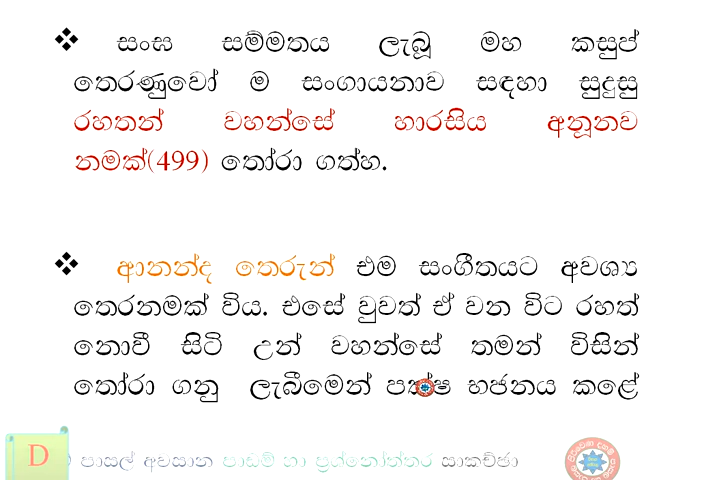 ❖ සංඝ සම්මතය ලැබූ මහ කසුප්
තෙරණුවෝ ම සංගායනාව සඳහා සුදුසු
රහතන් වහන්සේ හාරසිය අනූනව
නමක්(499) තෝරා ගත්හ.
❖ ආනන්ද තෙරුන් එම සංගීතයට අවශ්‍ය
තෙරනමක් විය. එසේ වුවත් ඒ වන විට රහත්
නොවී සිටි උන් වහන්සේ තමන් විසින්
තෝරා ගනු ලැබීමෙන් පක්ෂ භජනය කළේ
D පාසල් අවසාන පාඩම් හා ප්‍රශ්නෝත්තර සාකච්ඡා